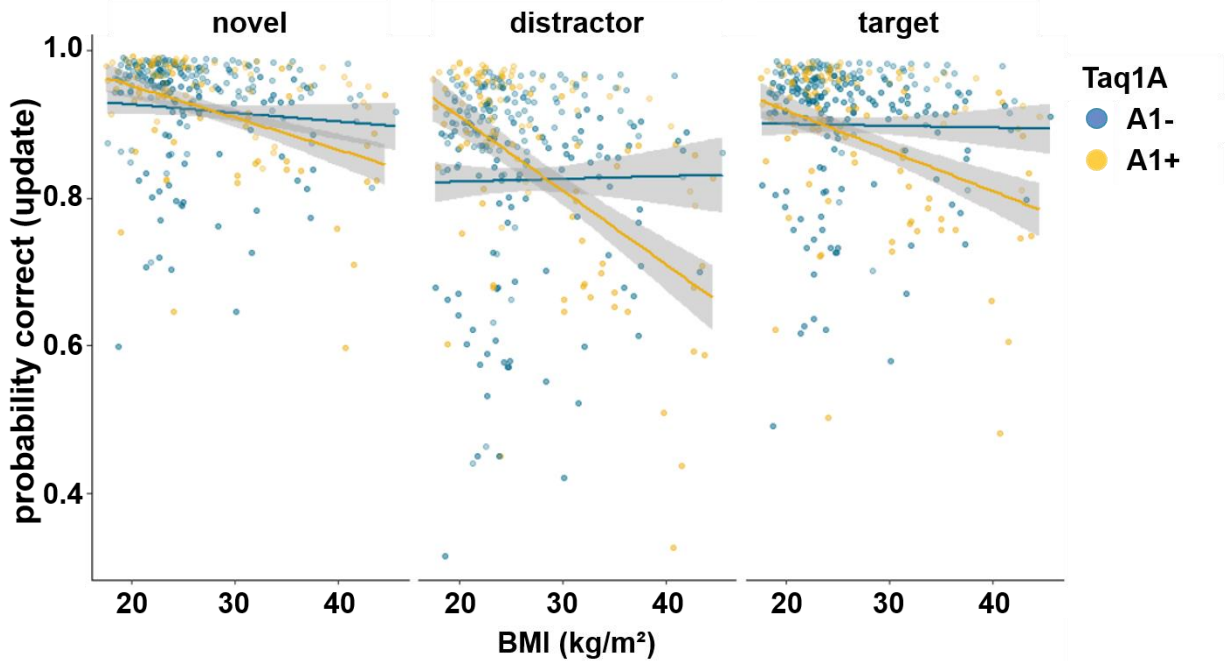 novel distractor target
probability correct (update)
1.0
0.8
0.6
0.4
20 30 40 20 30 40 20 30 40
BMI (kg/m²)
Taq1A
A1-
A1+